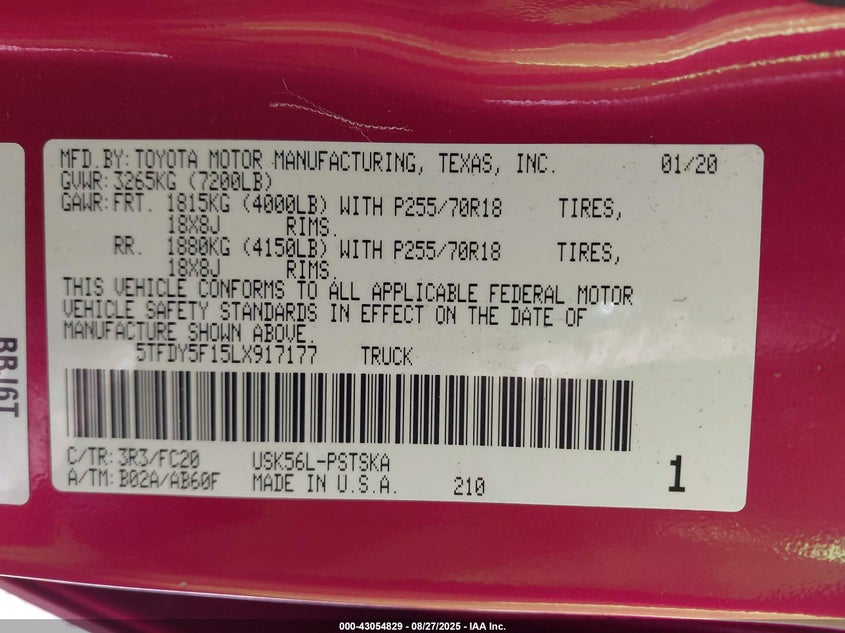 MFD.BY:TOYOTA MOTOR MANUFACTURING, TEXAS, INC. 01/20
GVWR:3265KG (7200LB)
GAWR:FRT. 1815KG (4000LB) WITH P255/70R18 TIRES,
18X8J RIMS.
RR. 1880KG (4150LB) WITH P255/70R18 TIRES,
18X8J RIMS.
THIS VEHICLE CONFORMS TO ALL APPLICABLE FEDERAL MOTOR
VEHICLE SAFETY STANDARDS IN EFFECT ON THE DATE OF
MANUFACTURE SHOWN ABOVE.
5TFDY5F15LX917177 TRUCK
C/TR:3R3/FC20 USK56L-PSTSKA
A/TM:B02A/AB60F MADE IN U.S.A. 210 1
000-43054829 - 08/27/2025 - IAA Inc.